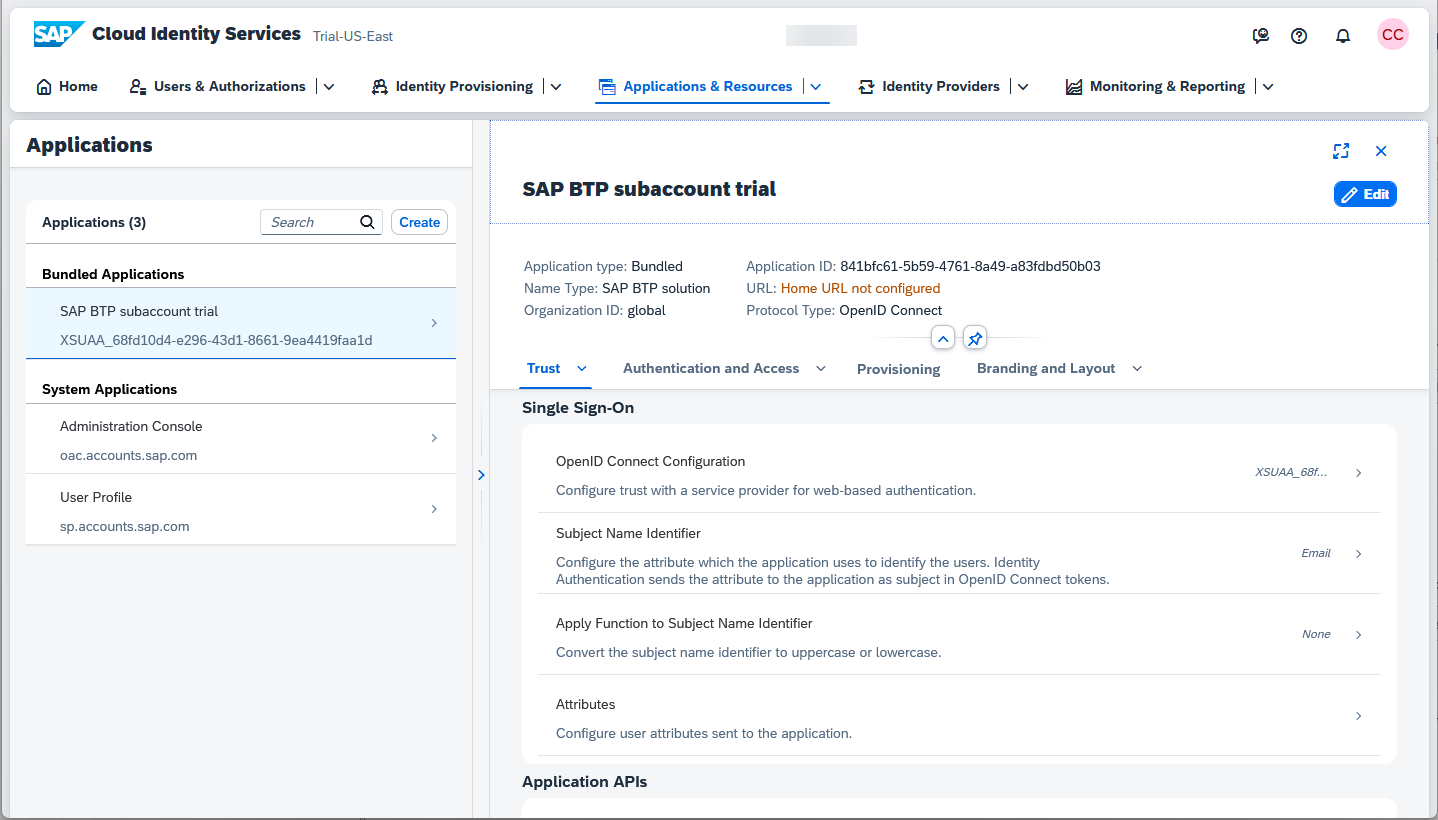 SAP Cloud Identity Services Trial-US-East
CC
Home
Users & Authorizations
Identity Provisioning
Applications & Resources
Identity Providers
Monitoring & Reporting
Applications
Applications (3)
Search
Create
Bundled Applications
SAP BTP subaccount trial
XSUAA_68fd10d4-e296-43d1-8661-9ea4419faa1d
System Applications
Administration Console
oac.accounts.sap.com
User Profile
sp.accounts.sap.com
SAP BTP subaccount trial
Edit
Application type: Bundled
Name Type: SAP BTP solution
Organization ID: global
Application ID: 841bfc61-5b59-4761-8a49-a83fdbd50b03
URL: Home URL not configured
Protocol Type: OpenID Connect
Trust
Authentication and Access
Provisioning
Branding and Layout
Single Sign-On
OpenID Connect Configuration
Configure trust with a service provider for web-based authentication.
XSUAA_68f...
Subject Name Identifier
Configure the attribute which the application uses to identify the users. Identity
Authentication sends the attribute to the application as subject in OpenID Connect tokens.
Email
Apply Function to Subject Name Identifier
Convert the subject name identifier to uppercase or lowercase.
None
Attributes
Configure user attributes sent to the application.
Application APIs